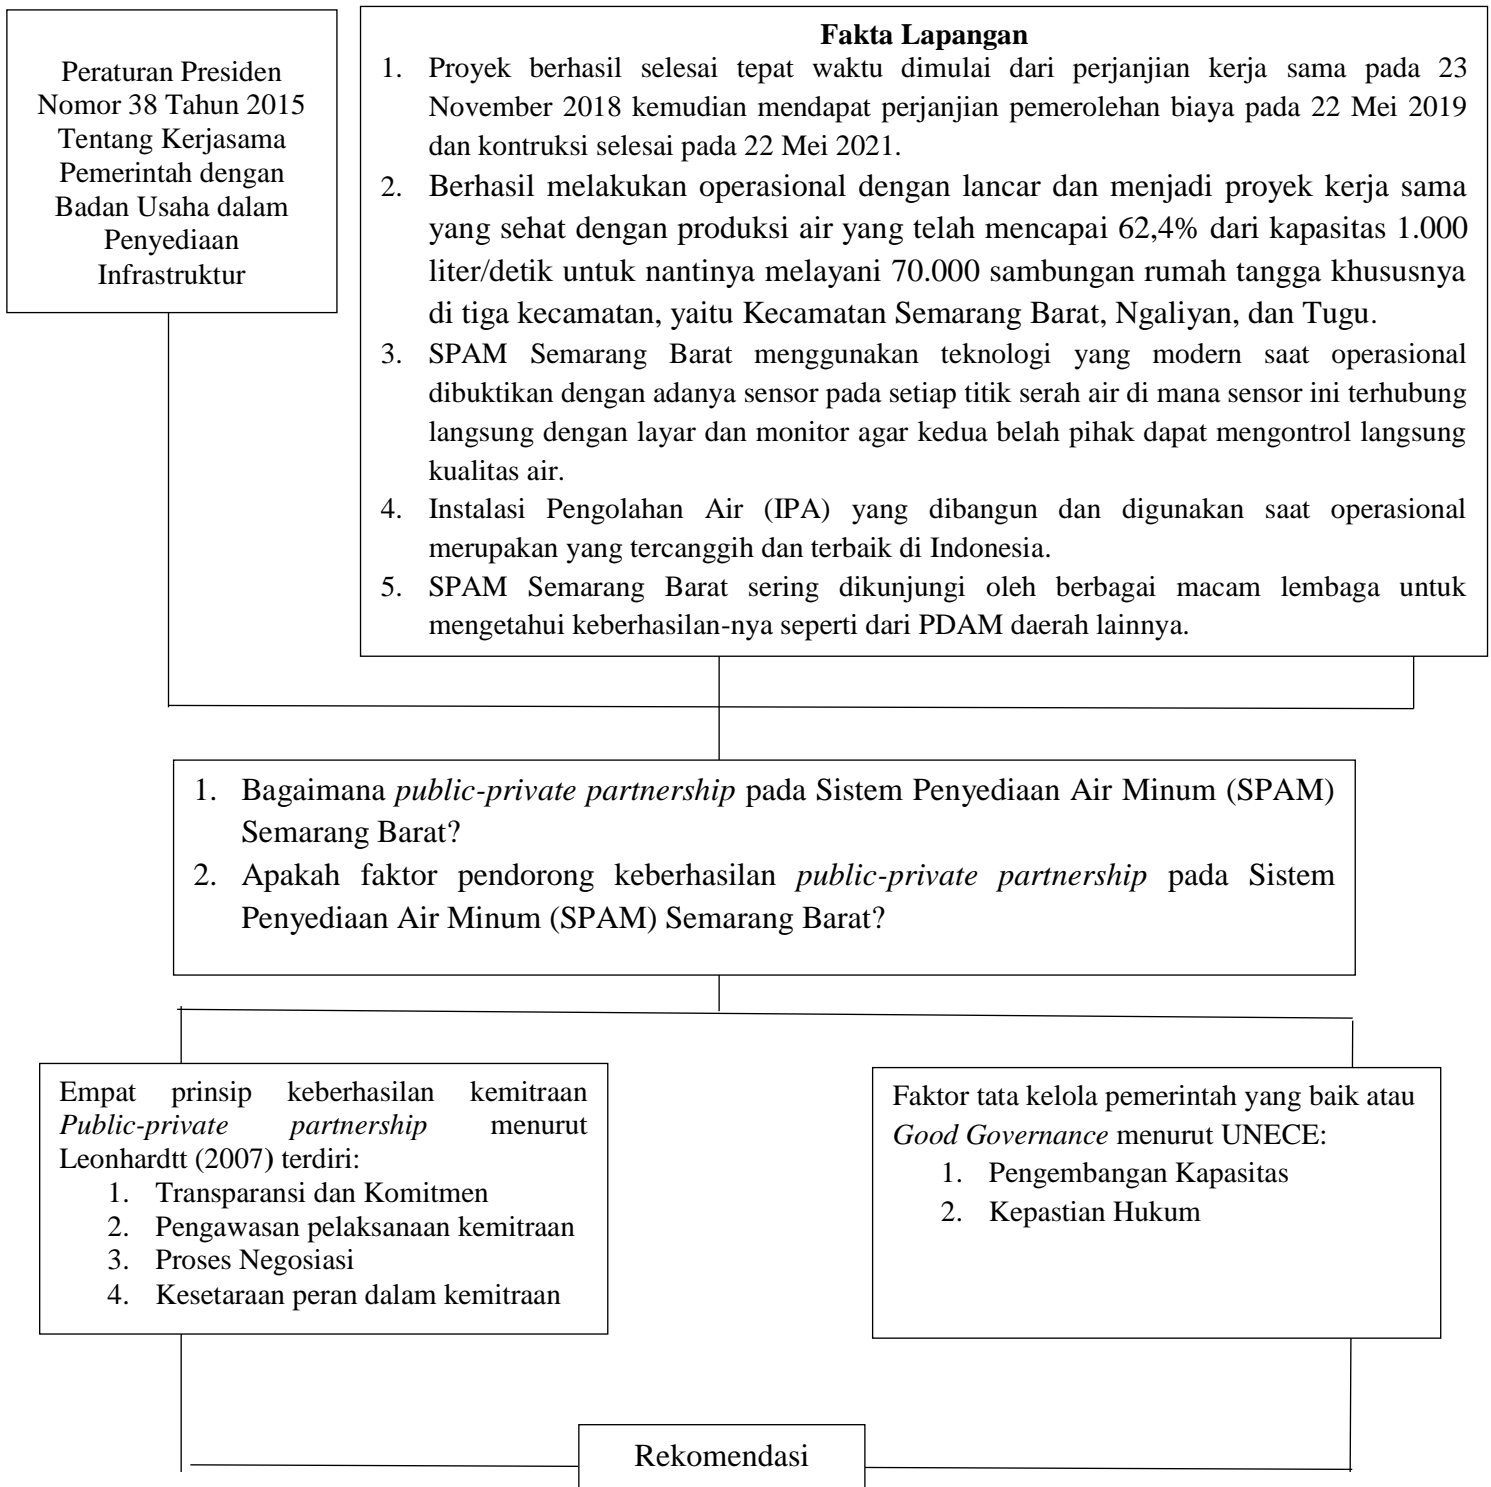 Peraturan Presiden
Nomor 38 Tahun 2015
Tentang Kerjasama
Pemerintah dengan
Badan Usaha dalam
Penyediaan
Infrastruktur
Fakta Lapangan
1. Proyek berhasil selesai tepat waktu dimulai dari perjanjian kerja sama pada 23
November 2018 kemudian mendapat perjanjian pemerolehan biaya pada 22 Mei 2019
dan kontruksi selesai pada 22 Mei 2021.
2. Berhasil melakukan operasional dengan lancar dan menjadi proyek kerja sama
yang sehat dengan produksi air yang telah mencapai 62,4% dari kapasitas 1.000
liter/detik untuk nantinya melayani 70.000 sambungan rumah tangga khususnya
di tiga kecamatan, yaitu Kecamatan Semarang Barat, Ngaliyan, dan Tugu.
3. SPAM Semarang Barat menggunakan teknologi yang modern saat operasional
dibuktikan dengan adanya sensor pada setiap titik serah air di mana sensor ini terhubung
langsung dengan layar dan monitor agar kedua belah pihak dapat mengontrol langsung
kualitas air.
4. Instalasi Pengolahan Air (IPA) yang dibangun dan digunakan saat operasional
merupakan yang tercanggih dan terbaik di Indonesia.
5. SPAM Semarang Barat sering dikunjungi oleh berbagai macam lembaga untuk
mengetahui keberhasilan-nya seperti dari PDAM daerah lainnya.
1. Bagaimana public-private partnership pada Sistem Penyediaan Air Minum (SPAM)
Semarang Barat?
2. Apakah faktor pendorong keberhasilan public-private partnership pada Sistem
Penyediaan Air Minum (SPAM) Semarang Barat?
Empat prinsip keberhasilan kemitraan
Public-private partnership menurut
Leonhardtt (2007) terdiri:
1. Transparansi dan Komitmen
2. Pengawasan pelaksanaan kemitraan
3. Proses Negosiasi
4. Kesetaraan peran dalam kemitraan
Faktor tata kelola pemerintah yang baik atau
Good Governance menurut UNECE:
1. Pengembangan Kapasitas
2. Kepastian Hukum
Rekomendasi